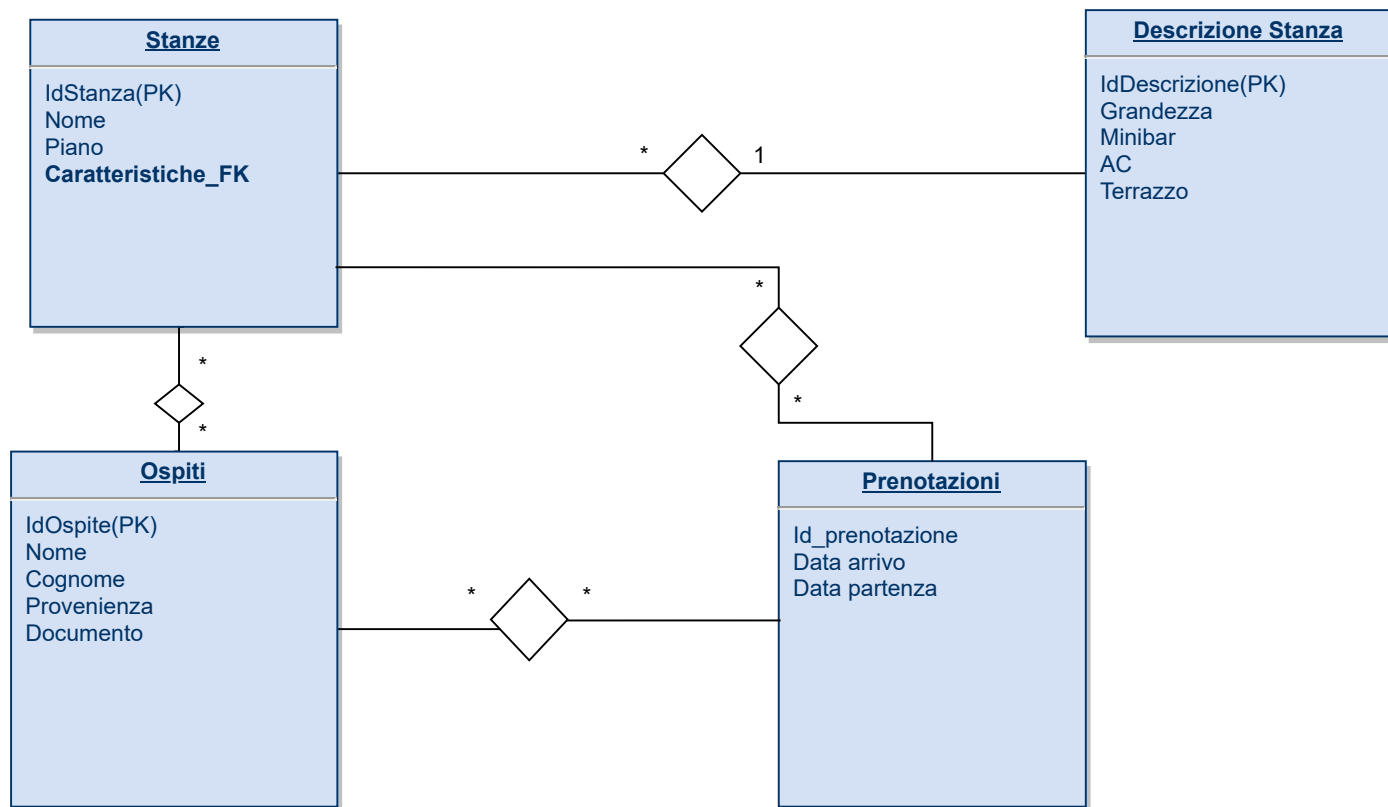 Stanze
IdStanza(PK)
Nome
Piano
Caratteristiche_FK
* 1
Descrizione Stanza
IdDescrizione(PK)
Grandezza
Minibar
AC
Terrazzo
*
*
*
*
Ospiti
IdOspite(PK)
Nome
Cognome
Provenienza
Documento
* *
Prenotazioni
Id_prenotazione
Data arrivo
Data partenza